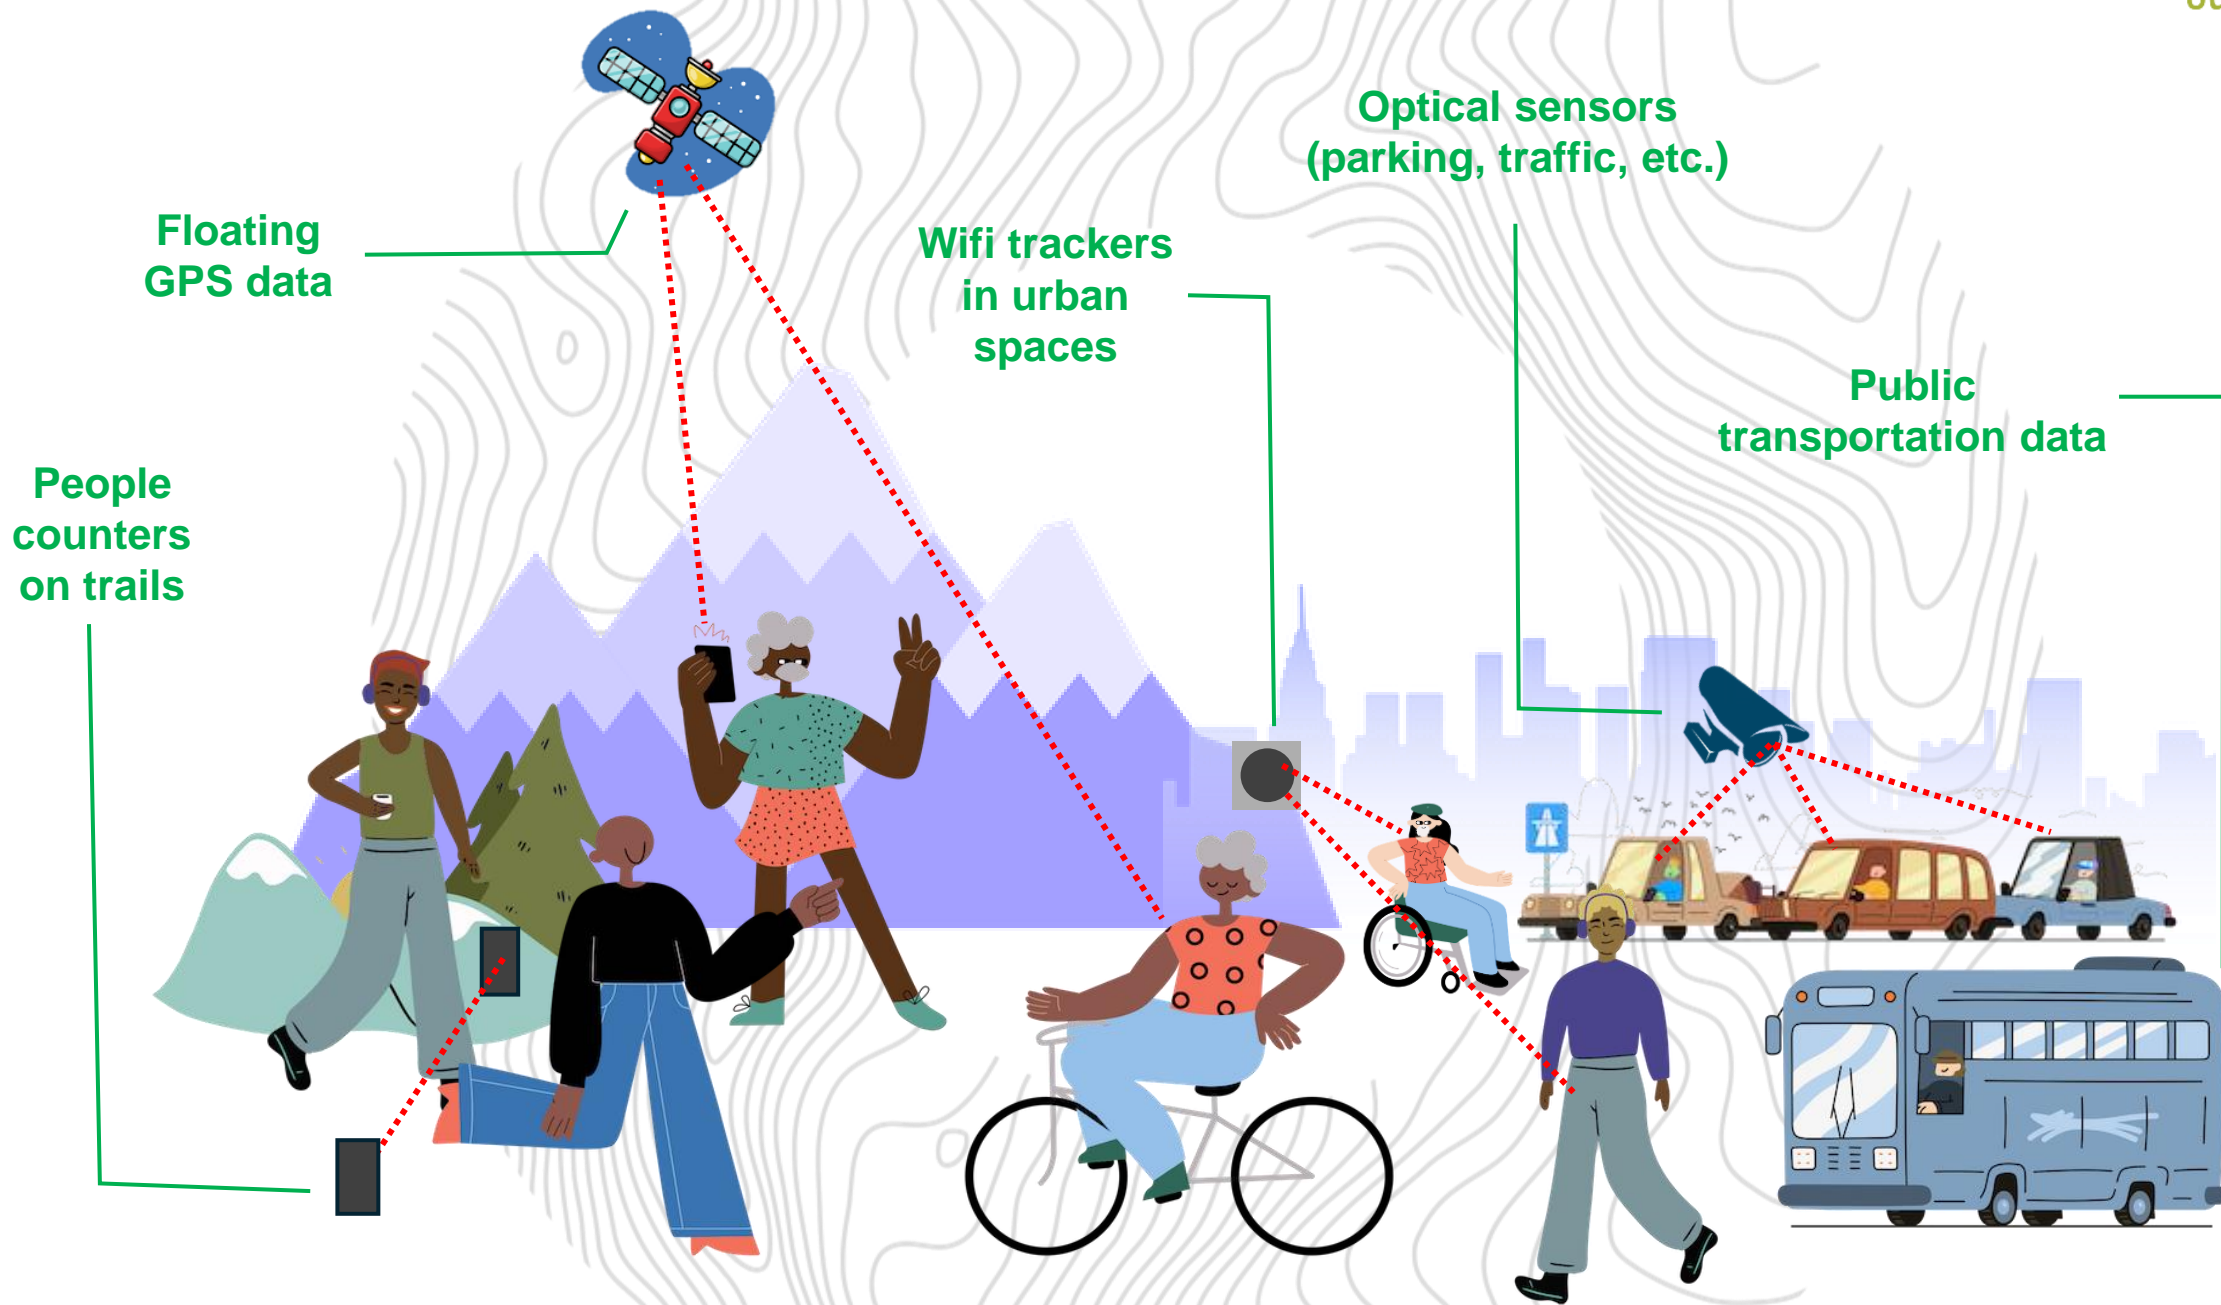 Optical sensors
(parking, traffic, etc.)
Floating
GPS data
Wifi trackers
in urban
spaces
Public
transportation data
People
counters
on trails